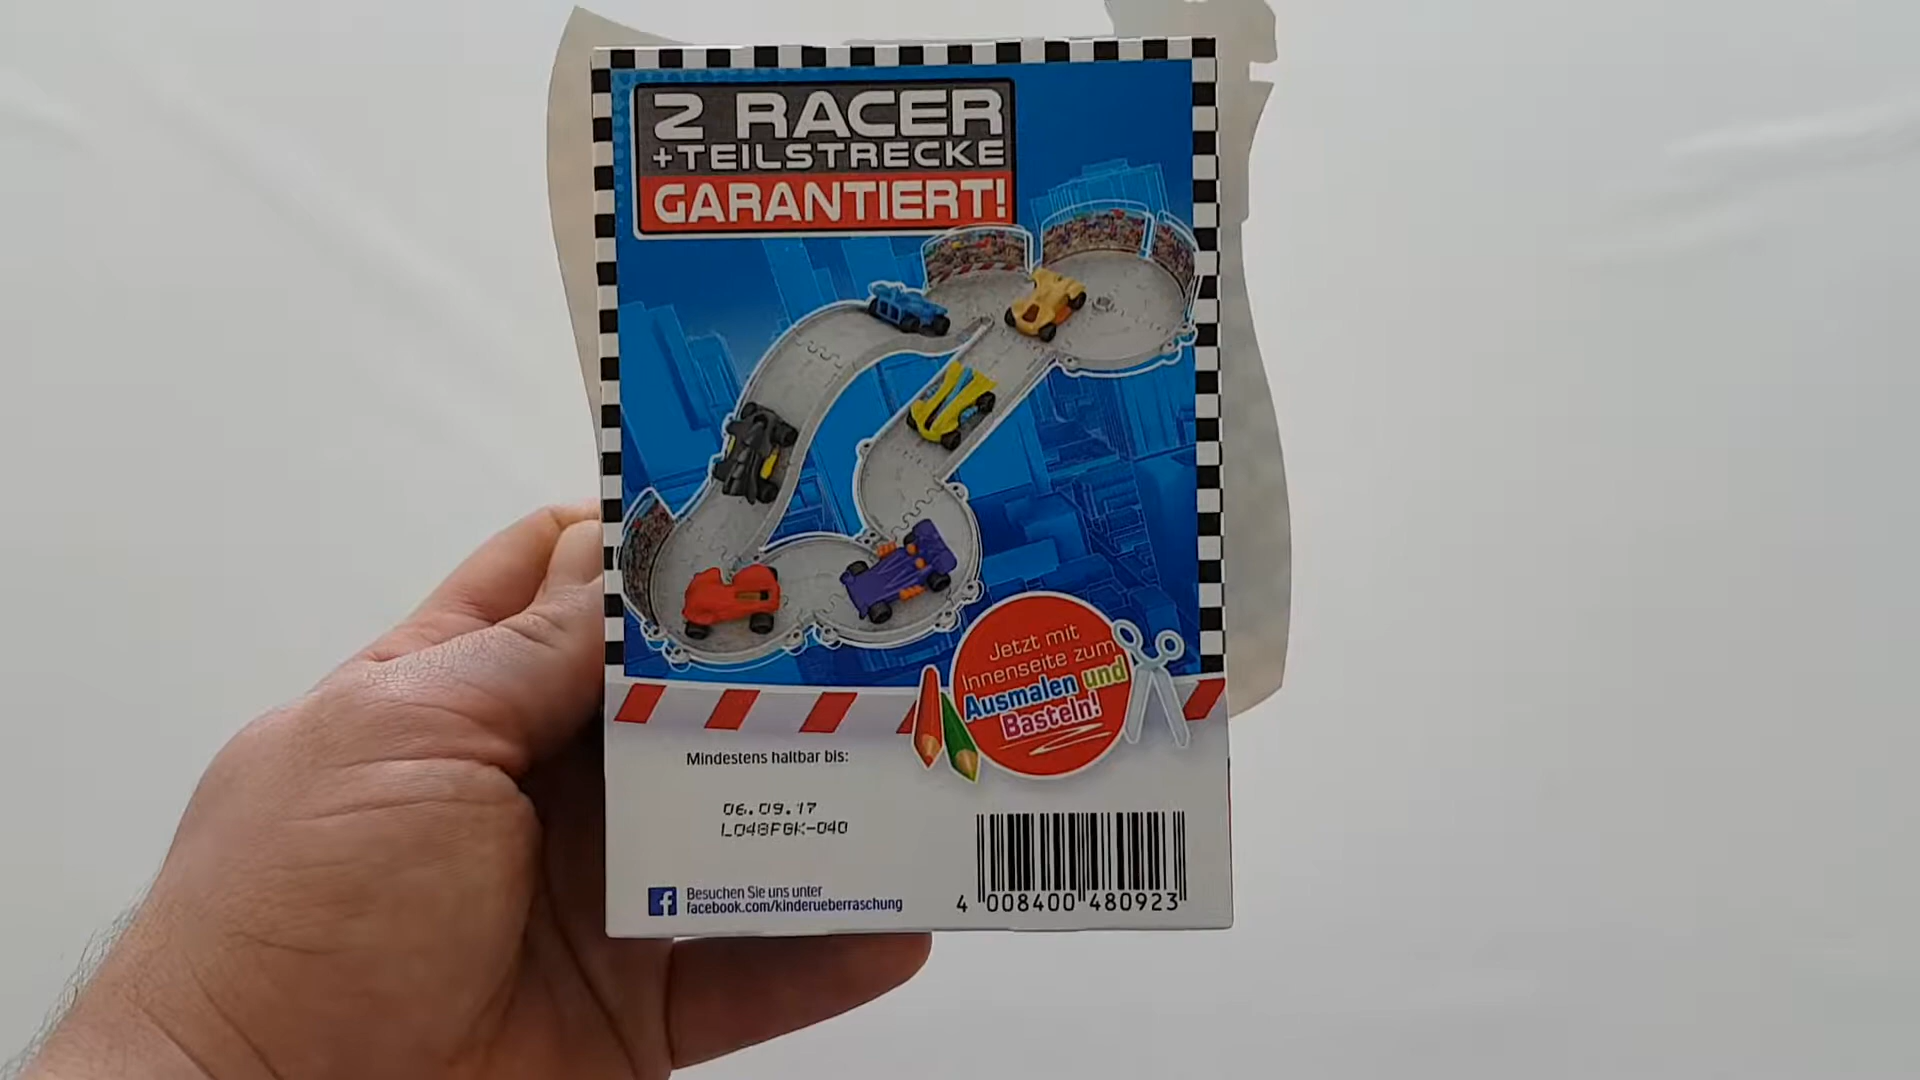 2 RACER
+TEILSTRECKE
GARANTIERT!
Jetzt mit
Innenseite zum
Ausmalen und
Basteln!
Mindestens haltbar bis:
06.09.17
L048FGK-040
Besuchen Sie uns unter
facebook.com/kinderueberraschung
4 008400 480923